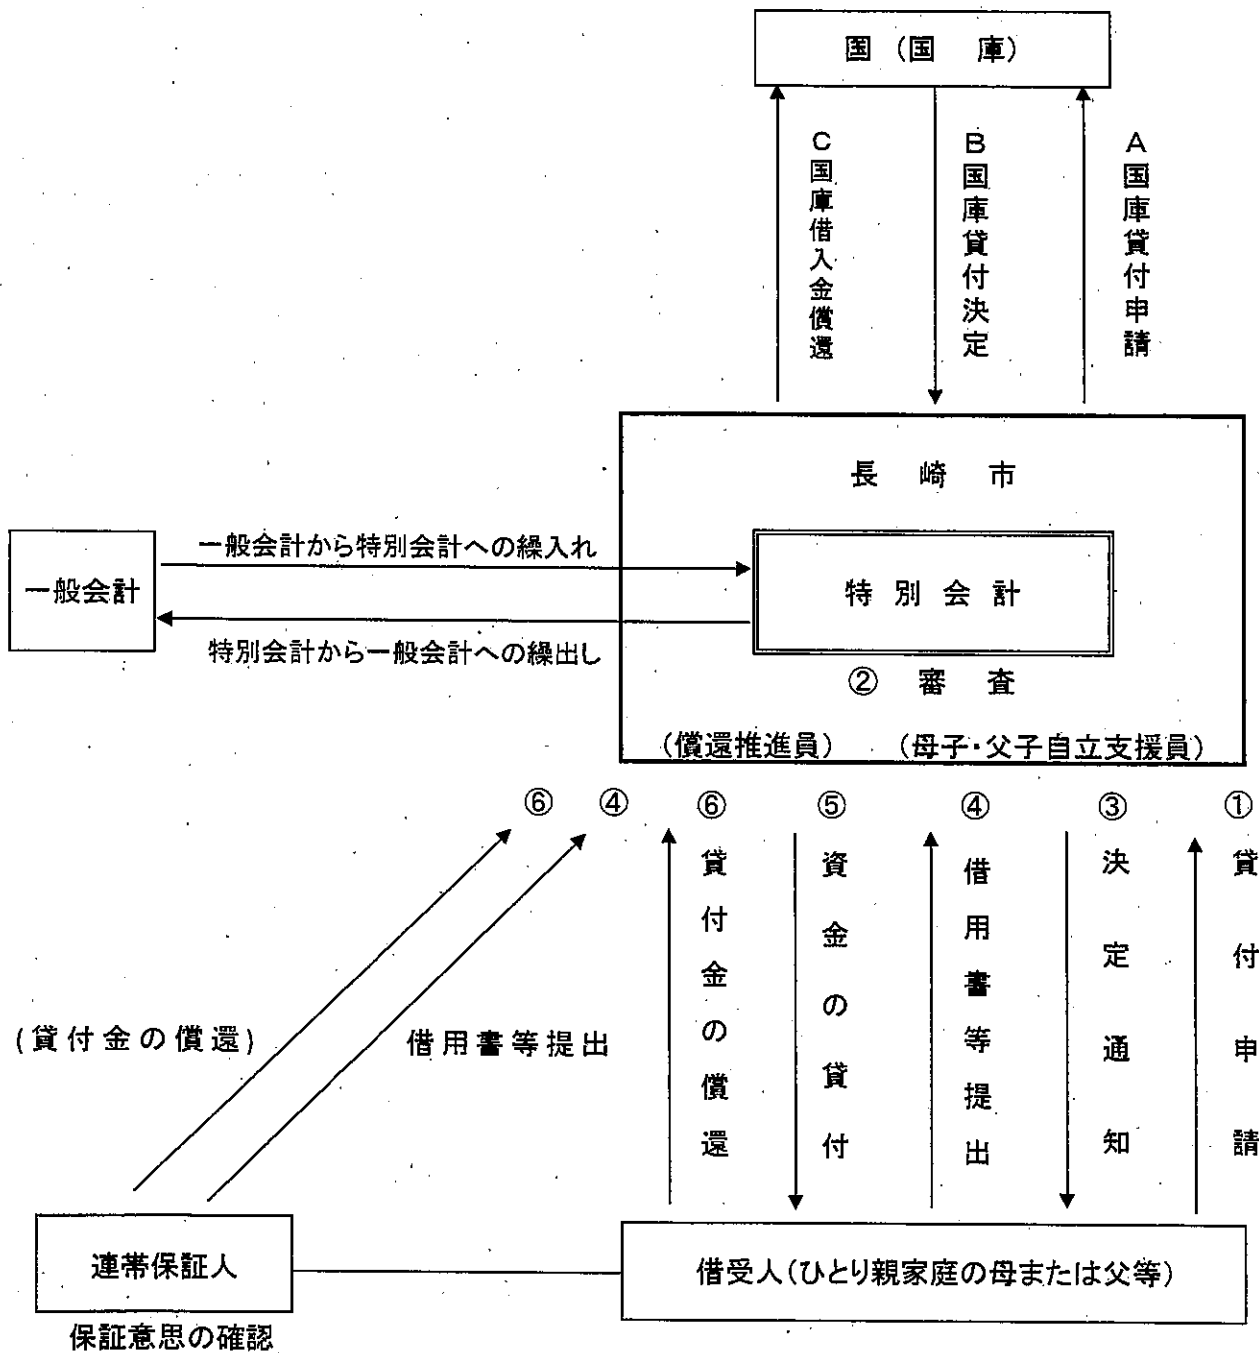 国（国　庫）
C国庫借入金償還
B国庫貸付決定
A国庫貸付申請
長　崎　市
一般会計から特別会計への繰入れ
一般会計
特別会計
特別会計から一般会計への繰出し
②　審　査
（償還推進員）　（母子・父子自立支援員）
⑥
④
⑥貸付金の償還
⑤資金の貸付
④借用書等提出
③決定通知
①貸付申請
(貸付金の償還)
借用書等提出
連帯保証人
借受人（ひとり親家庭の母または父等）
保証意思の確認